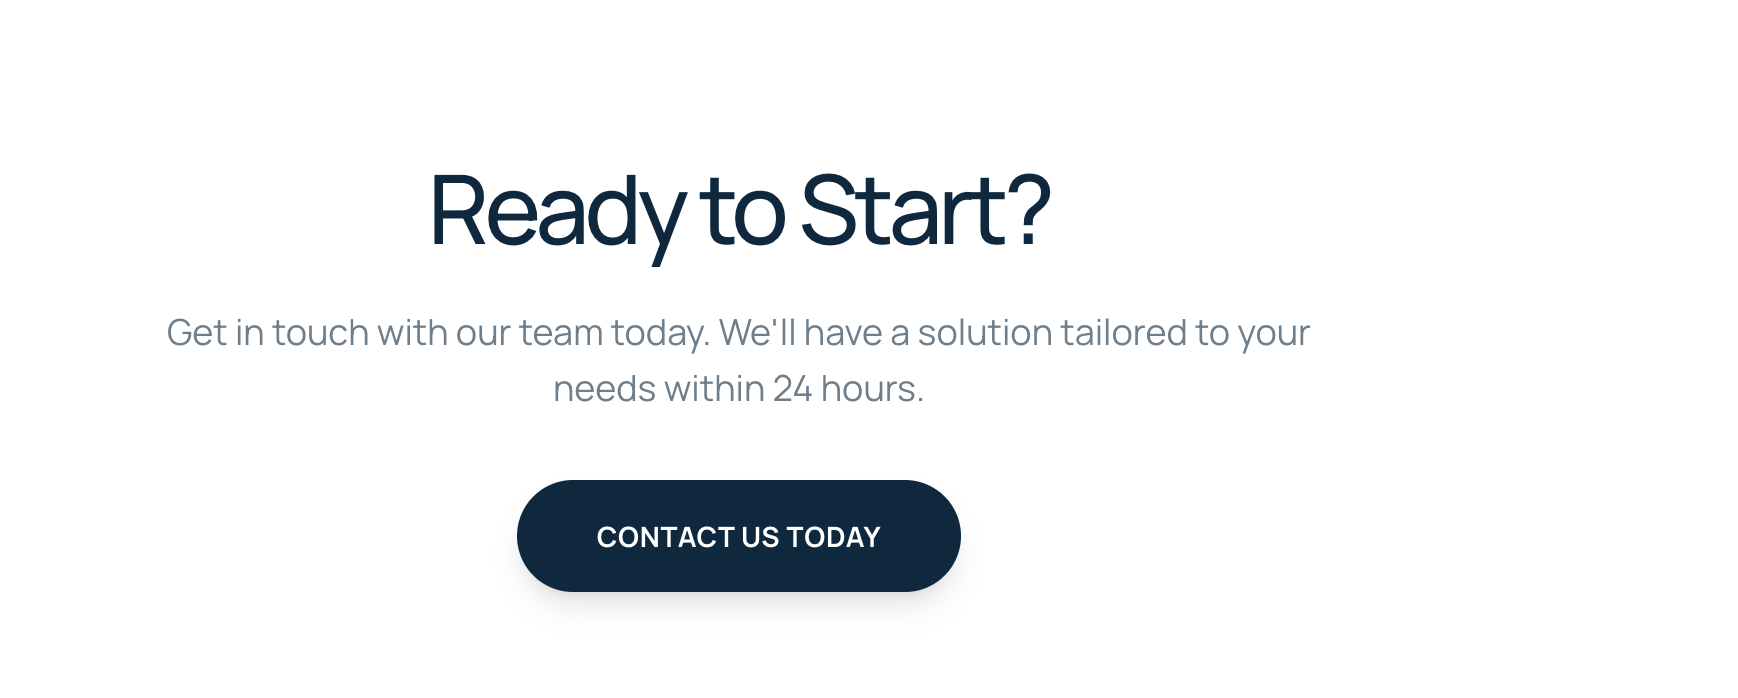 Ready to Start?
Get in touch with our team today. We'll have a solution tailored to your
needs within 24 hours.
CONTACT US TODAY